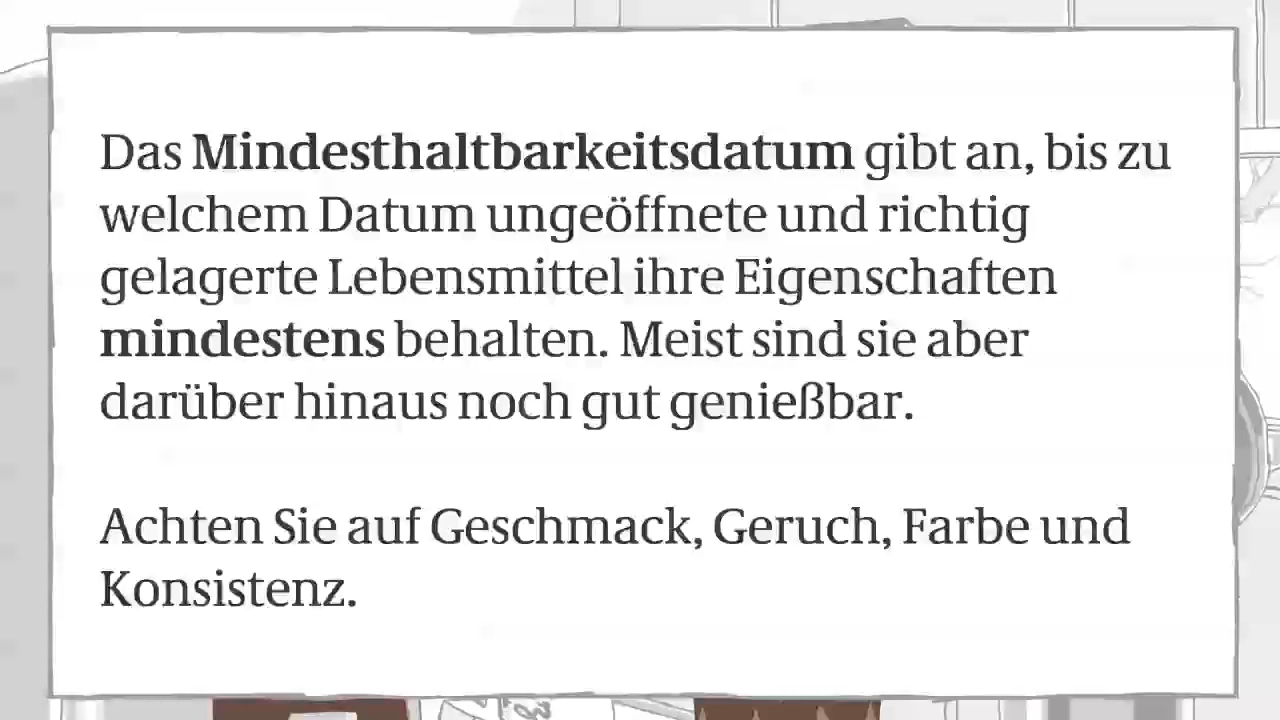 Das Mindesthaltbarkeitsdatum gibt an, bis zu
welchem Datum ungeöffnete und richtig
gelagerte Lebensmittel ihre Eigenschaften
mindestens behalten. Meist sind sie aber
darüber hinaus noch gut genießbar.
Achten Sie auf Geschmack, Geruch, Farbe und
Konsistenz.